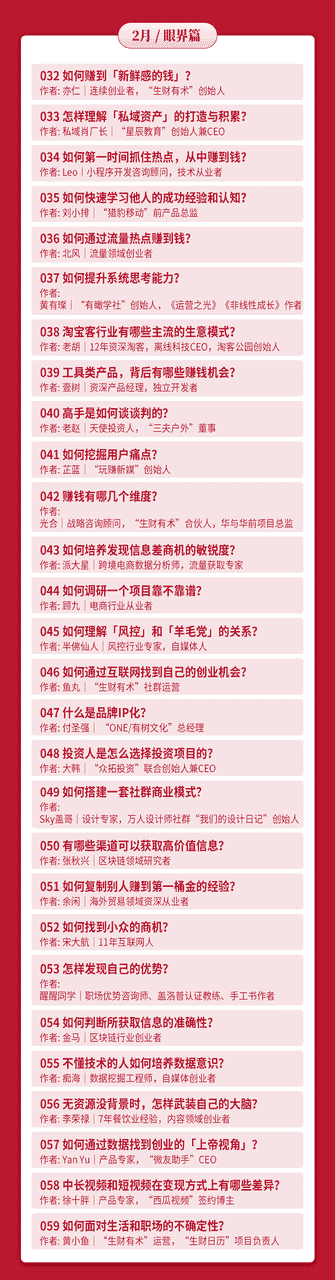 2月 / 眼界篇
032 如何赚到「新鲜感的钱」？
作者: 亦仁｜连续创业者，“生财有术”创始人
033 怎样理解「私域资产」的打造与积累？
作者: 私域肖厂长｜“星辰教育”创始人兼CEO
034 如何第一时间抓住热点，从中赚到钱？
作者: Leo｜小程序开发咨询顾问，技术从业者
035 如何快速学习他人的成功经验和认知？
作者: 刘小排｜“猎豹移动”前产品总监
036 如何通过流量热点赚到钱？
作者: 北风｜流量领域创业者
037 如何提升系统思考能力？
作者:
黄有璨｜“有瞰学社”创始人，《运营之光》《非线性成长》作者
038 淘宝客行业有哪些主流的生意模式？
作者: 老胡｜12年资深淘客，离线科技CEO，淘客公园创始人
039 工具类产品，背后有哪些赚钱机会？
作者: 壹树｜资深产品经理，独立开发者
040 高手是如何谈谈判的？
作者: 老赵｜天使投资人，“三夫户外”董事
041 如何挖掘用户痛点？
作者: 芷蓝｜“玩赚新媒”创始人
042 赚钱有哪几个维度？
作者:
光合｜战略咨询顾问，“生财有术”合伙人，华与华前项目总监
043 如何培养发现信息差商机的敏锐度？
作者: 派大星｜跨境电商数据分析师，流量获取专家
044 如何调研一个项目靠不靠谱？
作者: 顾九｜电商行业从业者
045 如何理解「风控」和「羊毛党」的关系？
作者: 半佛仙人｜风控行业专家，自媒体人
046 如何通过互联网找到自己的创业机会？
作者: 鱼丸｜“生财有术”社群运营
047 什么是品牌IP化？
作者: 付圣强｜“ONE/有树文化”总经理
048 投资人是怎么选择投资项目的？
作者: 大韩｜“众拓投资”联合创始人兼CEO
049 如何搭建一套社群商业模式？
作者:
Sky盖哥｜设计专家，万人设计师社群“我们的设计日记”创始人
050 有哪些渠道可以获取高价值信息？
作者: 张秋兴｜区块链领域研究者
051 如何复制别人赚到第一桶金的经验？
作者: 余闲｜海外贸易领域资深从业者
052 如何找到小众的商机？
作者: 宋大航｜11年互联网人
053 怎样发现自己的优势？
作者:
醒醒同学｜职场优势咨询师、盖洛普认证教练、手工书作者
054 如何判断所获取信息的准确性？
作者: 金马｜区块链行业创业者
055 不懂技术的人如何培养数据意识？
作者: 痴海｜数据挖掘工程师，自媒体创业者
056 无资源没背景时，怎样武装自己的大脑？
作者: 李荣禄｜7年餐饮业经验，内容领域创业者
057 如何通过数据找到创业的「上帝视角」？
作者: Yan Yu｜产品专家，“微友助手”CEO
058 中长视频和短视频在变现方式上有哪些差异？
作者: 徐十胖｜产品专家，“西瓜视频”签约博主
059 如何面对生活和职场的不确定性？
作者: 黄小鱼｜“生财有术”运营，“生财日历”项目负责人